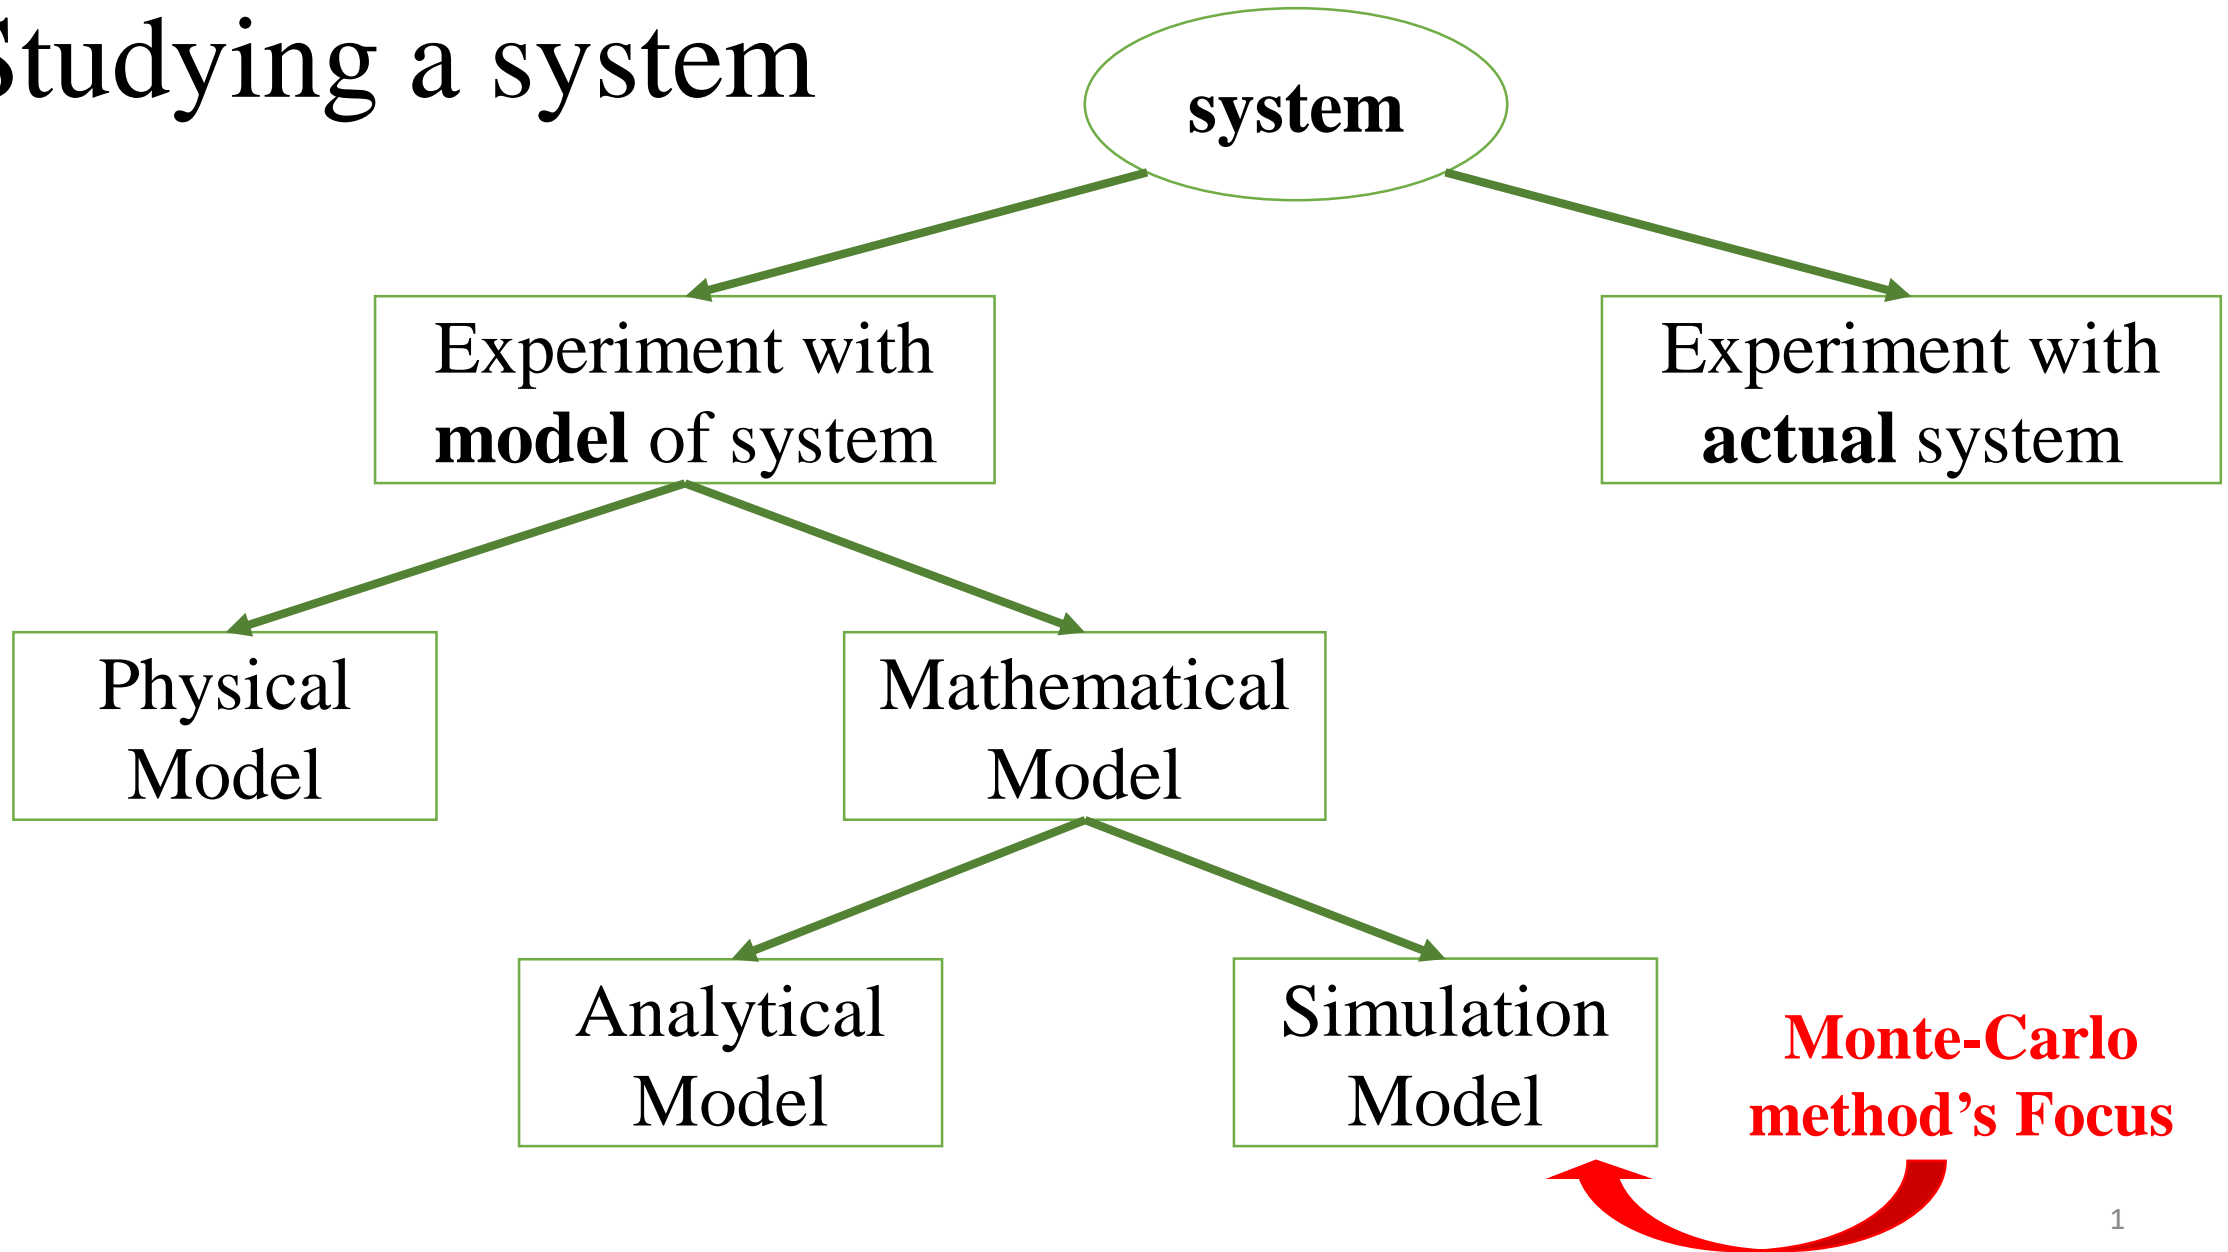 Studying a system
system
Experiment with
model of system
Experiment with
actual system
Physical
Model
Mathematical
Model
Analytical
Model
Simulation
Model
Monte-Carlo
method’s Focus
1